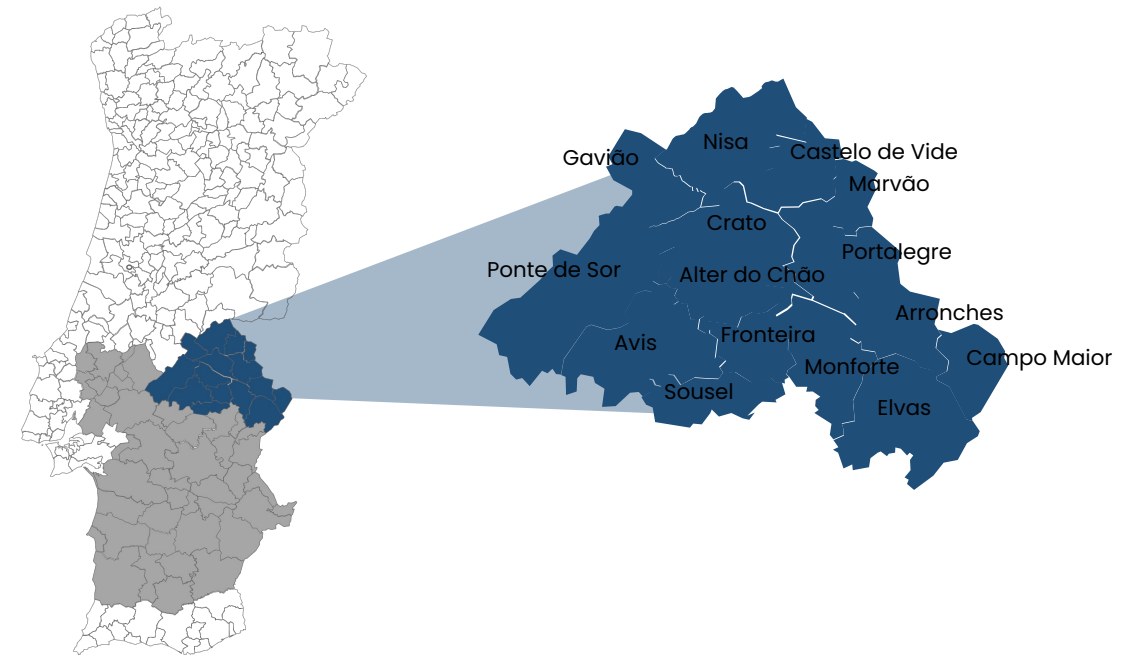 Nisa
Castelo de Vide
Gavião
Marvão
Crato
Portalegre
Ponte de Sor
Alter do Chão
Arronches
Fronteira
Avis
Campo Maior
Monforte
Sousel
Elvas